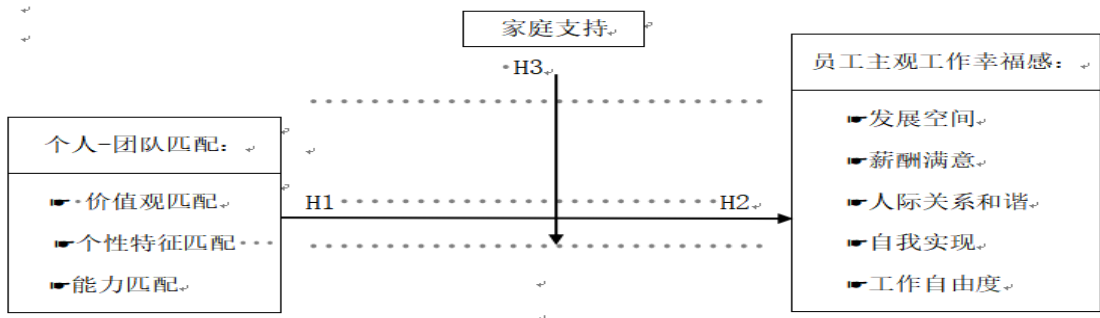 家庭支持
H3
个人-团队匹配：
☛价值观匹配
☛个性特征匹配
☛能力匹配
H1
H2
员工主观工作幸福感：
☛发展空间
☛薪酬满意
☛人际关系和谐
☛自我实现
☛工作自由度